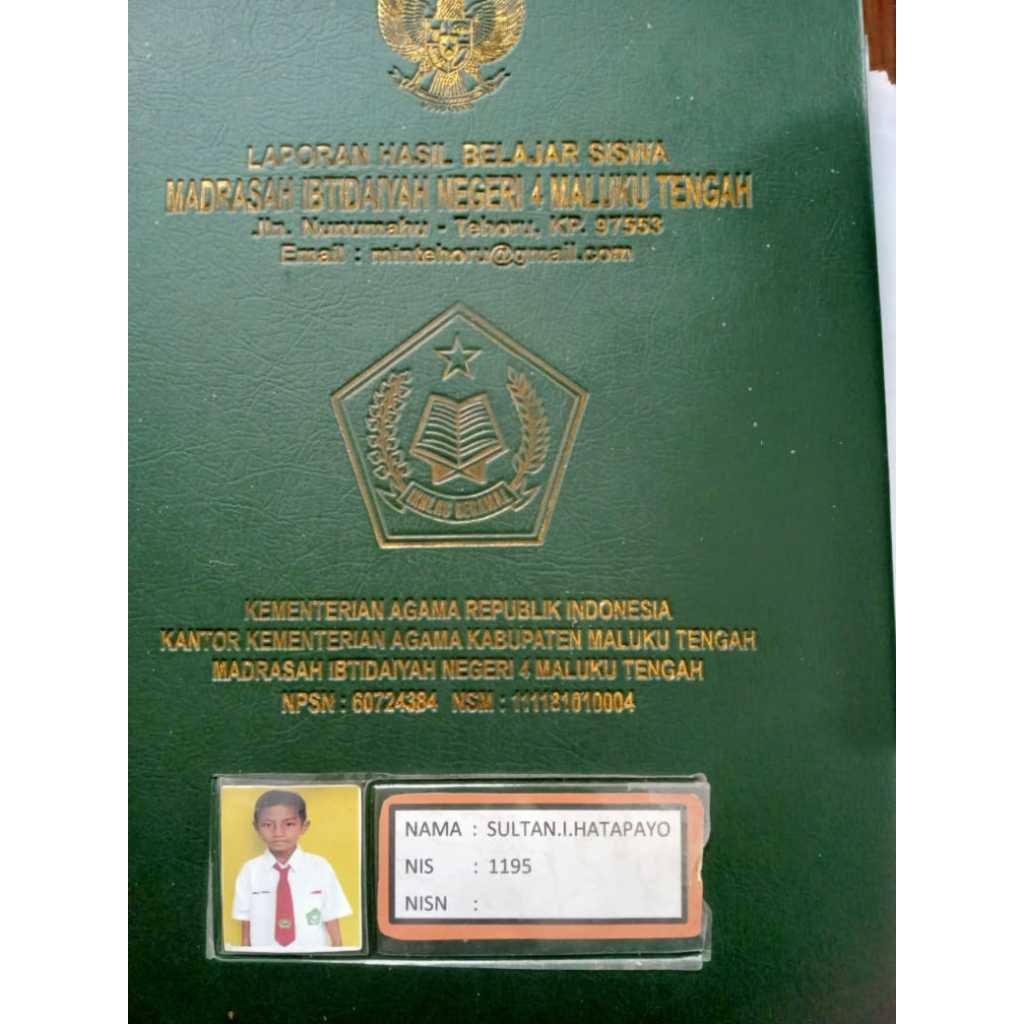 LAPORAN HASIL BELAJAR SISWA
MADRASAH IBTIDAIYAH NEGERI 4 MALUKU TENGAH
Jln. Nunumahu - Tehoru, KP. 97553
Email : mintehoru@gmail.com
IKHLAS BERAMAL
KEMENTERIAN AGAMA REPUBLIK INDONESIA
KANTOR KEMENTERIAN AGAMA KABUPATEN MALUKU TENGAH
MADRASAH IBTIDAIYAH NEGERI 4 MALUKU TENGAH
NPSN : 60724384 NSM : 111181010004
NAMA : SULTAN.I.HATAPAYO
NIS : 1195
NISN :